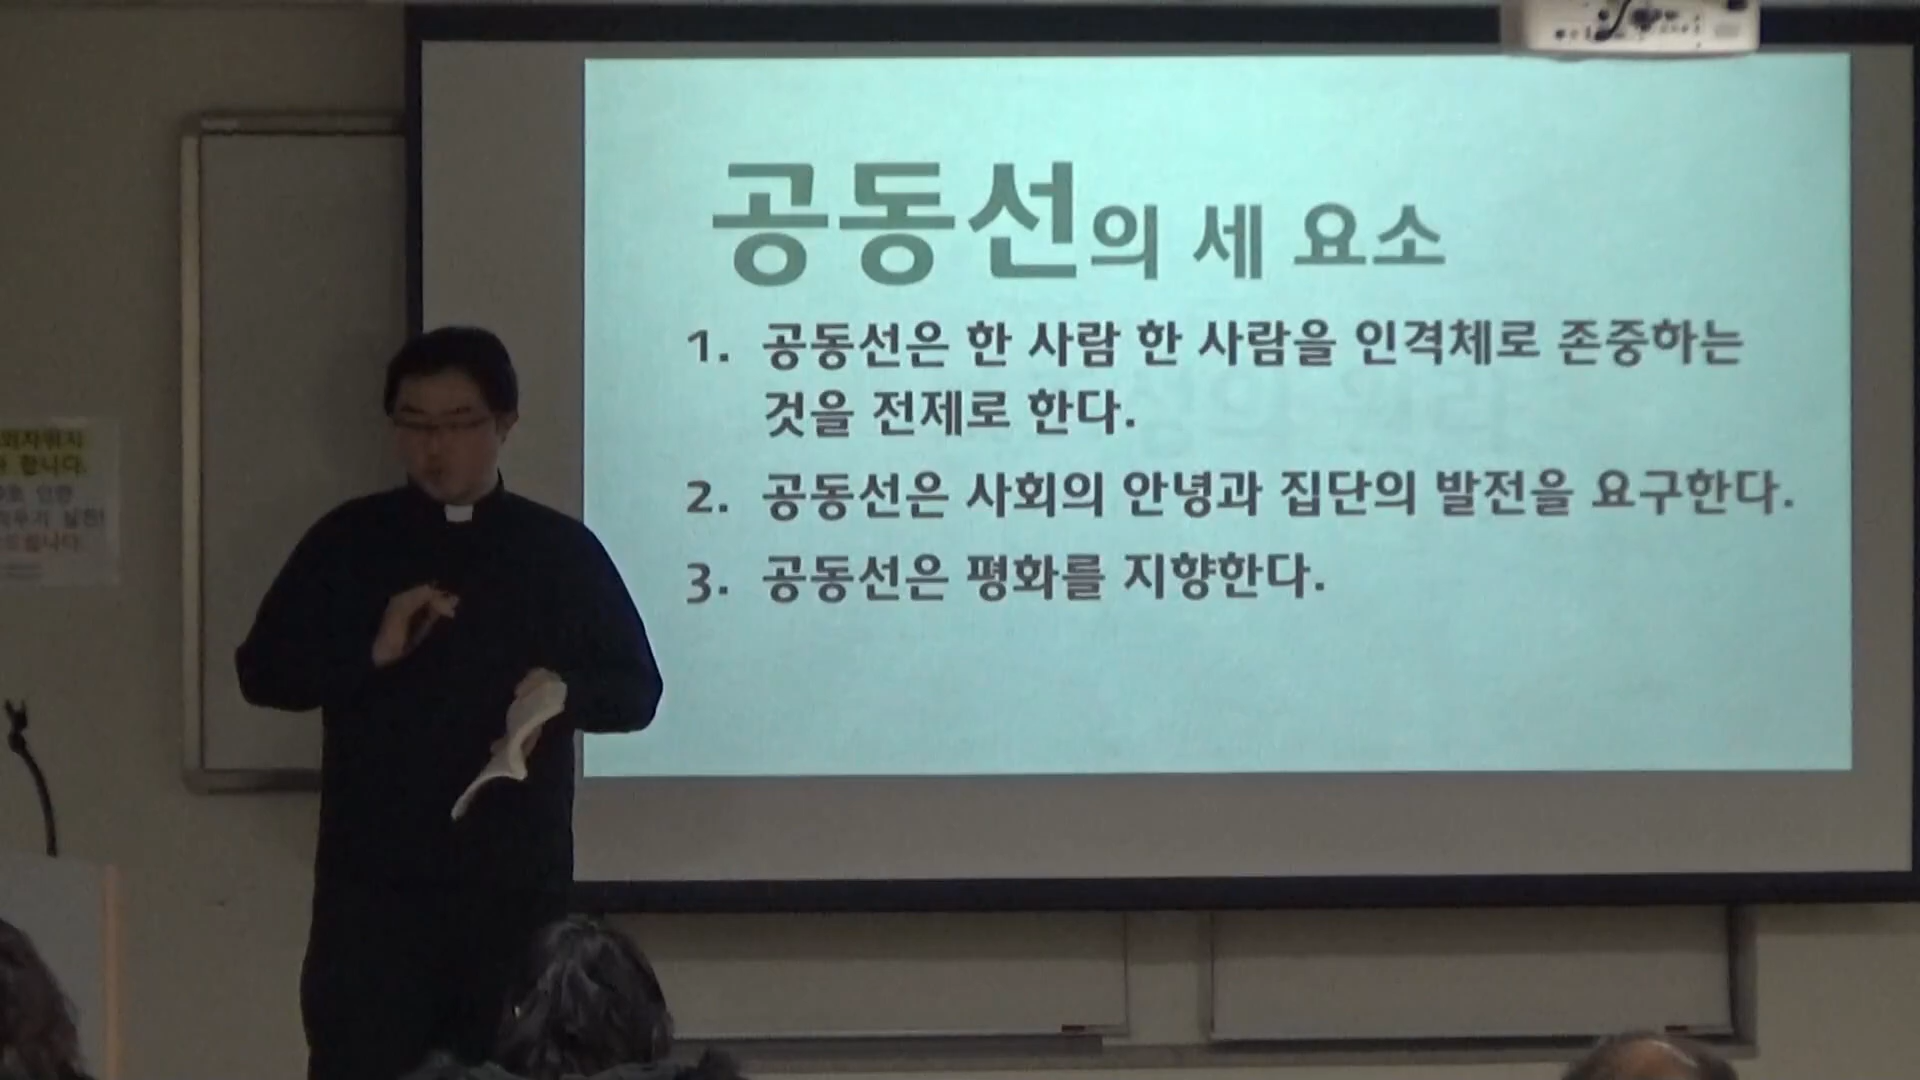 공동선의 세 요소
1. 공동선은 한 사람 한 사람을 인격체로 존중하는
것을 전제로 한다.
2. 공동선은 사회의 안녕과 집단의 발전을 요구한다.
3. 공동선은 평화를 지향한다.
합니다.